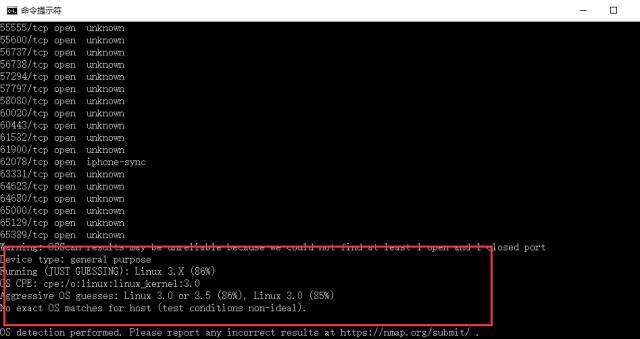 命令提示符
55555/tcp open  unknown
55600/tcp open  unknown
56737/tcp open  unknown
56738/tcp open  unknown
57294/tcp open  unknown
57797/tcp open  unknown
58080/tcp open  unknown
60020/tcp open  unknown
60443/tcp open  unknown
61532/tcp open  unknown
61900/tcp open  unknown
62078/tcp open  iphone-sync
63331/tcp open  unknown
64623/tcp open  unknown
64680/tcp open  unknown
65000/tcp open  unknown
65129/tcp open  unknown
65389/tcp open  unknown
Warning: OSScan results may be unreliable because we could not find at least 1 open and 1 closed port
Device type: general purpose
Running (JUST GUESSING): Linux 3.X (86%)
OS CPE: cpe:/o:linux:linux_kernel:3.0
Aggressive OS guesses: Linux 3.0 or 3.5 (86%), Linux 3.0 (85%)
No exact OS matches for host (test conditions non-ideal).
OS detection performed. Please report any incorrect results at https://nmap.org/submit/ .